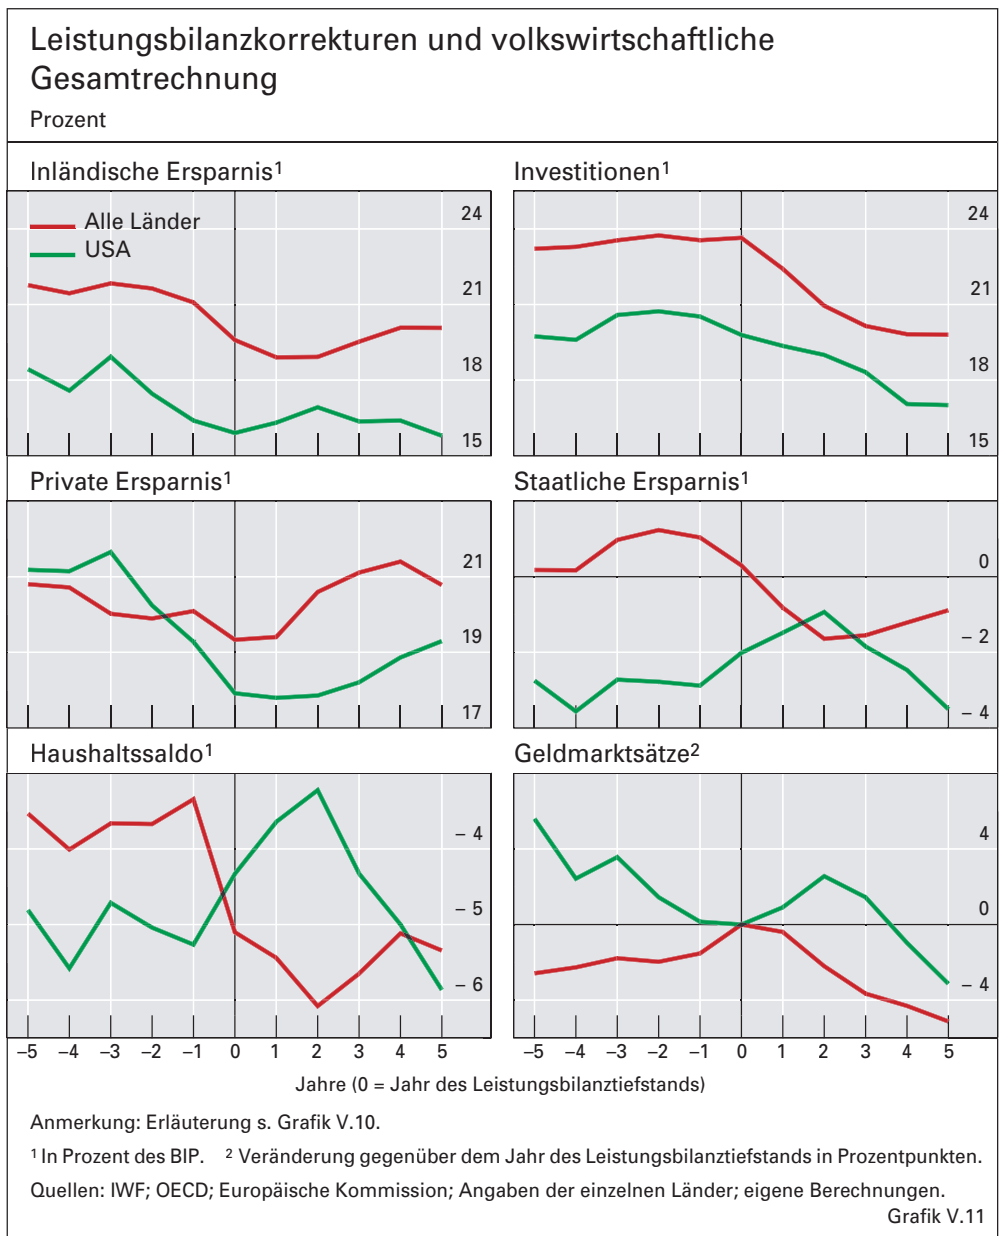 Leistungsbilanzkorrekturen und volkswirtschaftliche
Gesamtrechnung
Prozent
Inländische Ersparnis¹
Alle Länder
USA
24
21
18
15
Investitionen¹
24
21
18
15
Private Ersparnis¹
21
19
17
Staatliche Ersparnis¹
0
– 2
– 4
Haushaltssaldo¹
– 4
– 5
– 6
–5 –4 –3 –2 –1 0 1 2 3 4 5
Geldmarktsätze²
4
0
– 4
–5 –4 –3 –2 –1 0 1 2 3 4 5
Jahre (0 = Jahr des Leistungsbilanztiefstands)
Anmerkung: Erläuterung s. Grafik V.10.
¹ In Prozent des BIP. ² Veränderung gegenüber dem Jahr des Leistungsbilanztiefstands in Prozentpunkten.
Quellen: IWF; OECD; Europäische Kommission; Angaben der einzelnen Länder; eigene Berechnungen.
Grafik V.11